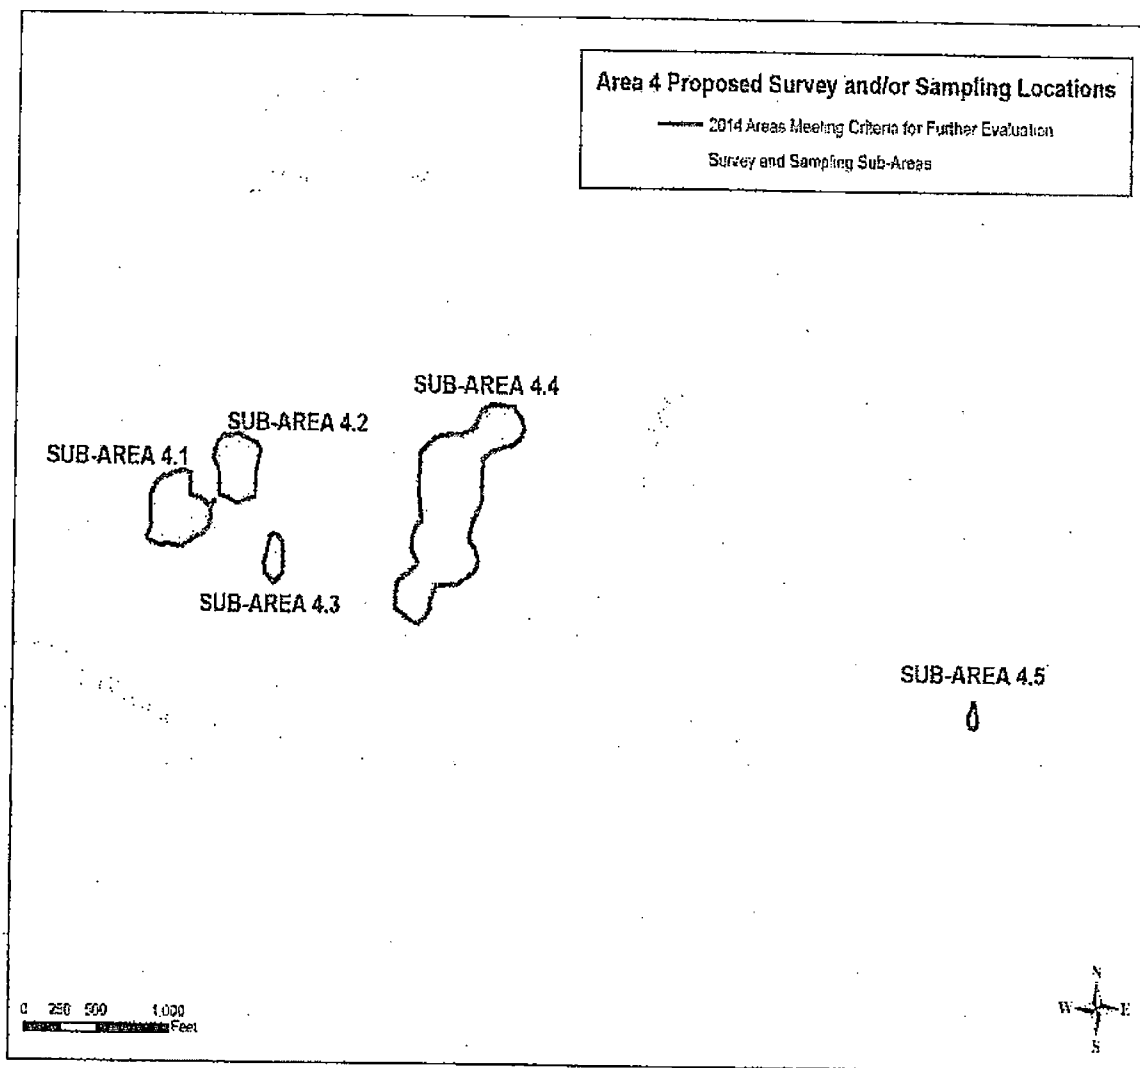 Area 4 Proposed Survey and/or Sampling Locations
2014 Areas Meeting Criteria for Further Evaluation
Survey and Sampling Sub-Areas
SUB-AREA 4.4
SUB-AREA 4.2
SUB-AREA 4.1
SUB-AREA 4.3
SUB-AREA 4.5
0 250 500 1,000
Feet
N
W E
S